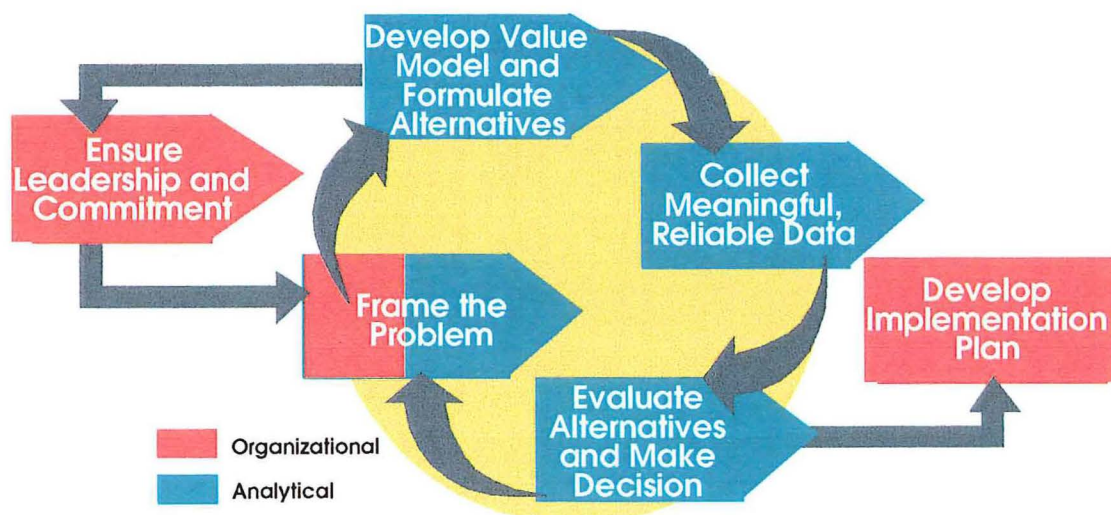 Develop Value
Model and
Formulate
Alternatives
Ensure
Leadership and
Commitment
Collect
Meaningful,
Reliable Data
Frame the
Problem
Develop
Implementation
Plan
Evaluate
Alternatives
and Make
Decision
Organizational
Analytical